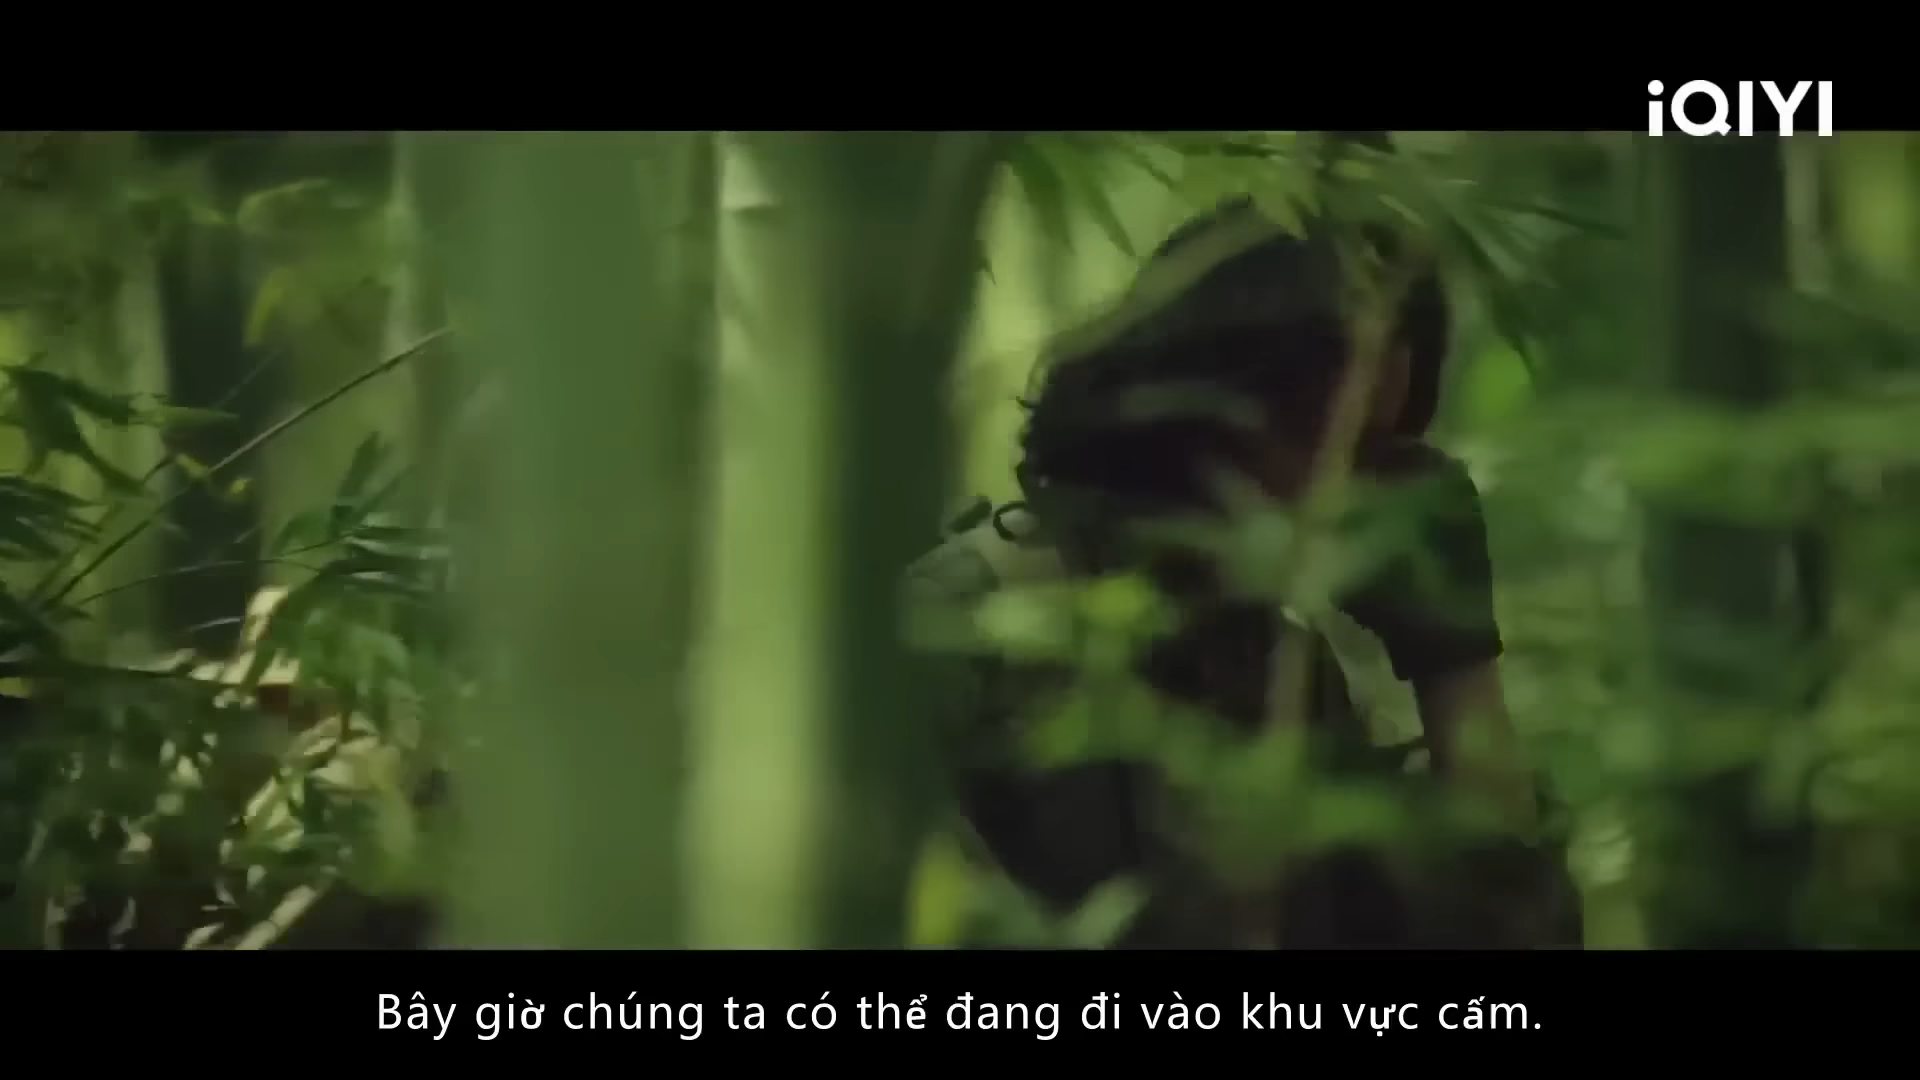 iQIYI
Bây giờ chúng ta có thể đang đi vào khu vực cấm.